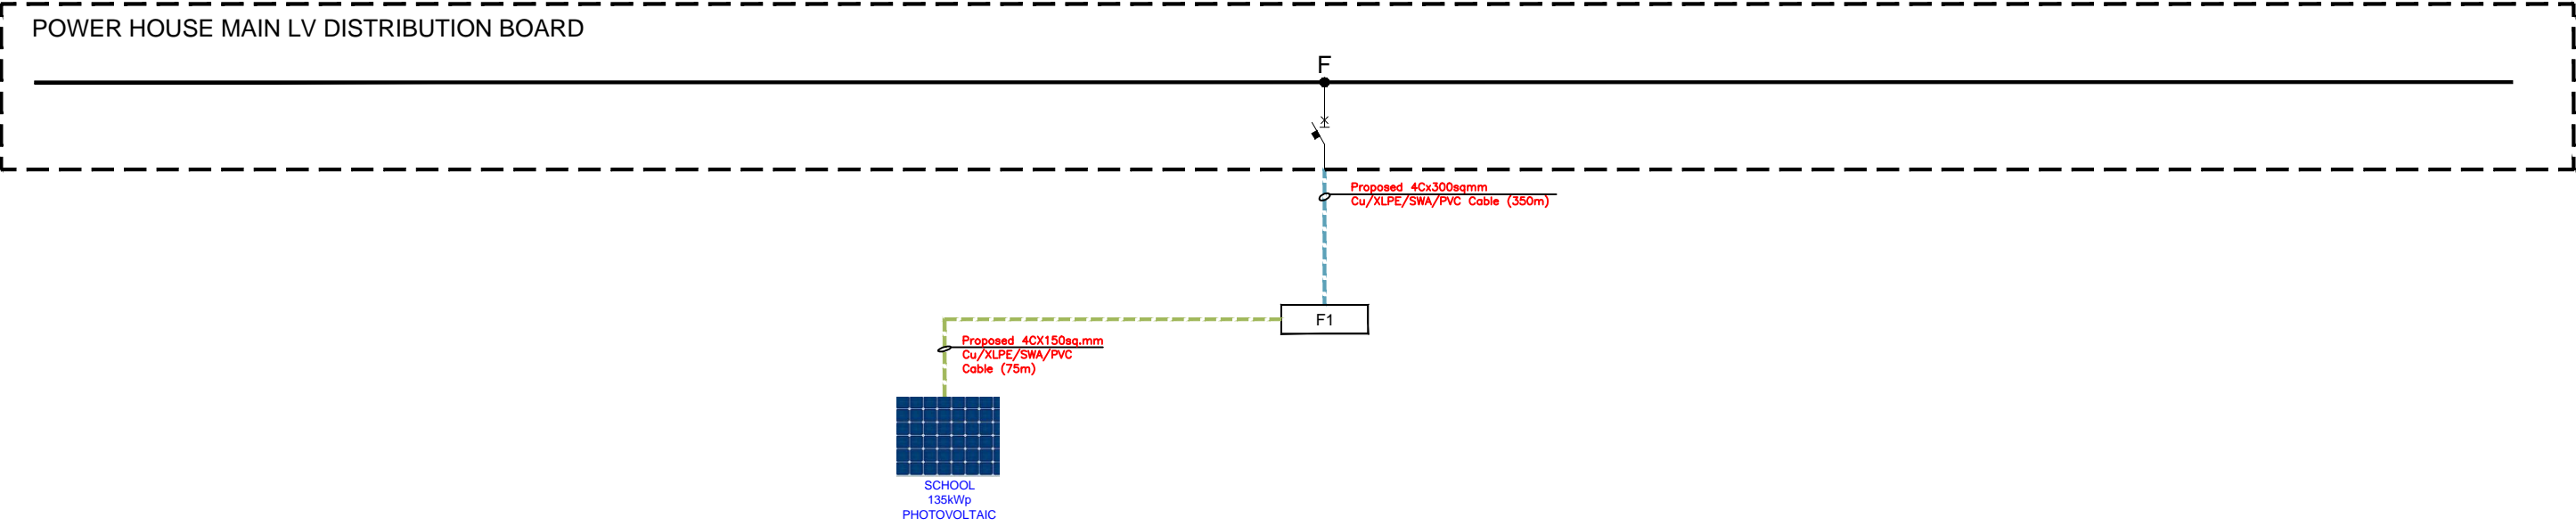 POWER HOUSE MAIN LV DISTRIBUTION BOARD
F
Proposed 4Cx300sqmm
Cu/XLPE/SWA/PVC Cable (350m)
F1
Proposed 4CX150sq.mm
Cu/XLPE/SWA/PVC
Cable (75m)
SCHOOL
135kWp
PHOTOVOLTAIC